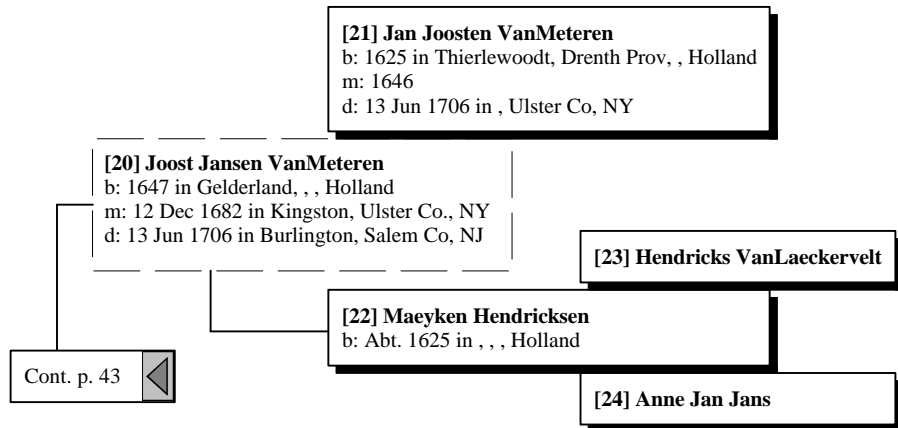 [21] Jan Joosten VanMeteren
b: 1625 in Thierlewoodt, Drenth Prov, , Holland
m: 1646
d: 13 Jun 1706 in , Ulster Co, NY
[20] Joost Jansen VanMeteren
b: 1647 in Gelderland, , , Holland
m: 12 Dec 1682 in Kingston, Ulster Co., NY
d: 13 Jun 1706 in Burlington, Salem Co, NJ
[23] Hendricks VanLaeckervelt
[22] Maeyken Hendricksen
b: Abt. 1625 in , , , Holland
Cont. p. 43
[24] Anne Jan Jans